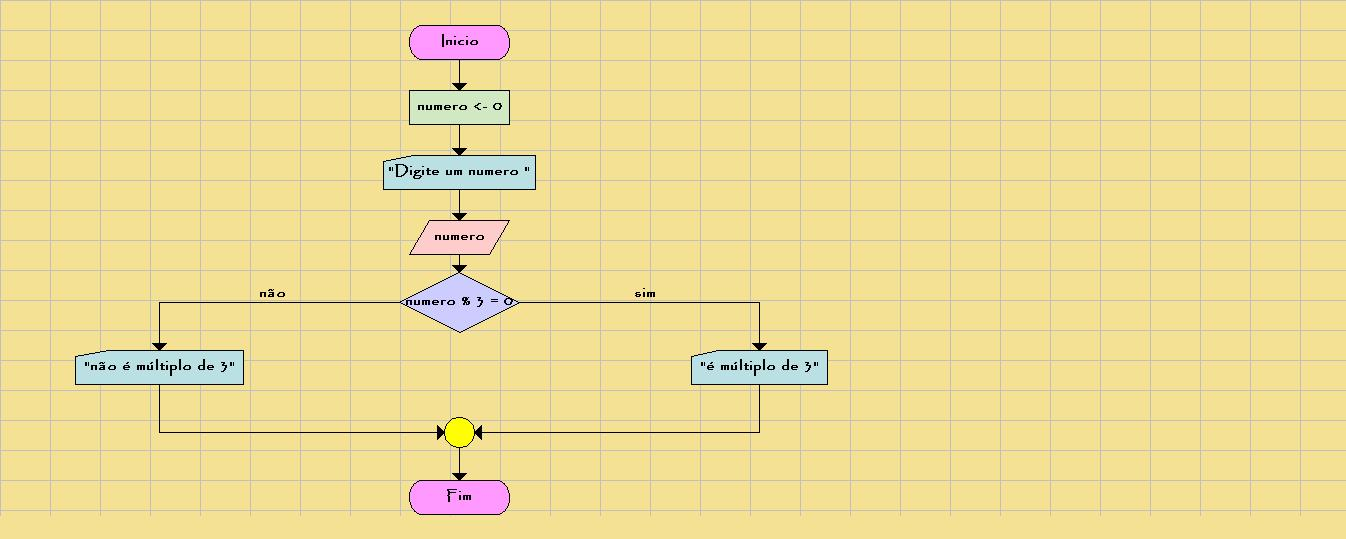 Inicio
numero <- 0
"Digite um numero "
numero
numero % 3 = 0
não
sim
"não é múltiplo de 3"
"é múltiplo de 3"
Fim